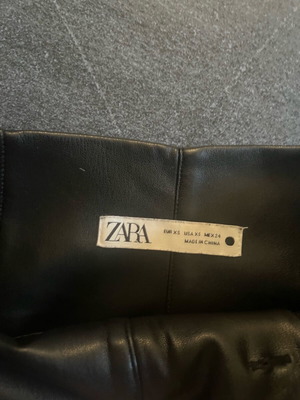 ZARA
EUR XS USA XS MEX 24
MADE IN CHINA